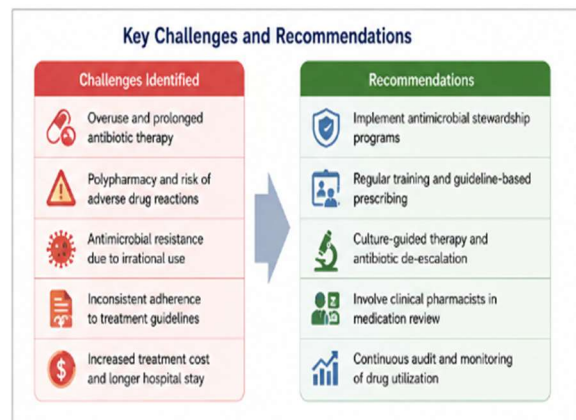 Key Challenges and Recommendations
Challenges Identified
Overuse and prolonged
antibiotic therapy
Polypharmacy and risk of
adverse drug reactions
Antimicrobial resistance
due to irrational use
Inconsistent adherence
to treatment guidelines
$
Increased treatment cost
and longer hospital stay
Recommendations
Implement antimicrobial stewardship
programs
Regular training and guideline-based
prescribing
Culture-guided therapy and
antibiotic de-escalation
Involve clinical pharmacists in
medication review
Continuous audit and monitoring
of drug utilization